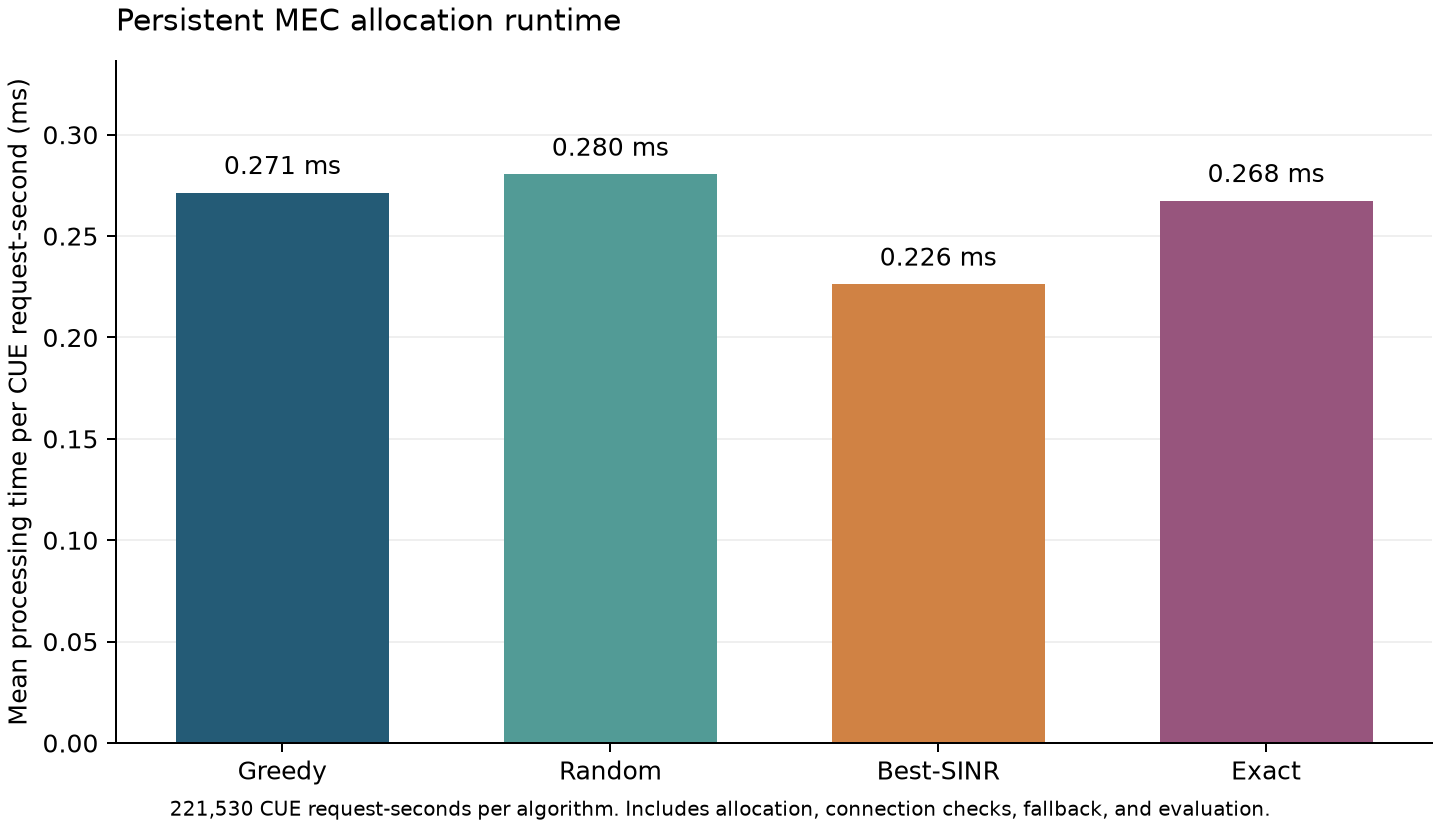 Persistent MEC allocation runtime
Mean processing time per CUE request-second (ms)
0.30
0.25
0.20
0.15
0.10
0.05
0.00
0.271 ms
0.280 ms
0.226 ms
0.268 ms
Greedy
Random
Best-SINR
Exact
221,530 CUE request-seconds per algorithm. Includes allocation, connection checks, fallback, and evaluation.